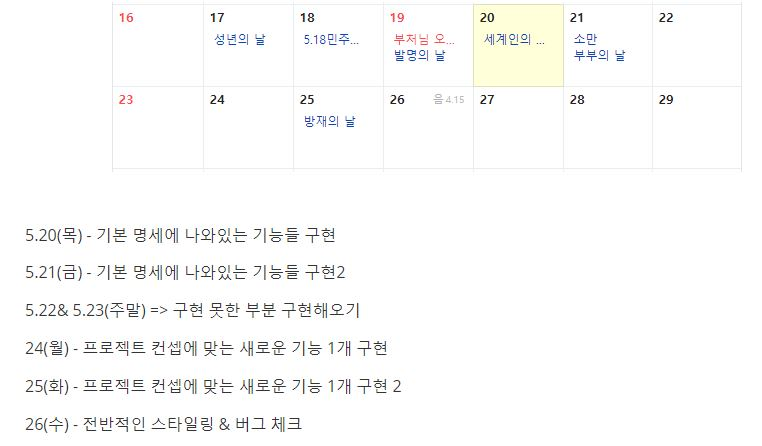 16 17 18 19 20 21 22
성년의 날 5.18민주... 부처님 오... 세계인의 ... 소만
발명의 날 부부의 날
23 24 25 26 음 4.15 27 28 29
방재의 날
5.20(목) - 기본 명세에 나와있는 기능들 구현
5.21(금) - 기본 명세에 나와있는 기능들 구현2
5.22& 5.23(주말) => 구현 못한 부분 구현해오기
24(월) - 프로젝트 컨셉에 맞는 새로운 기능 1개 구현
25(화) - 프로젝트 컨셉에 맞는 새로운 기능 1개 구현 2
26(수) - 전반적인 스타일링 & 버그 체크